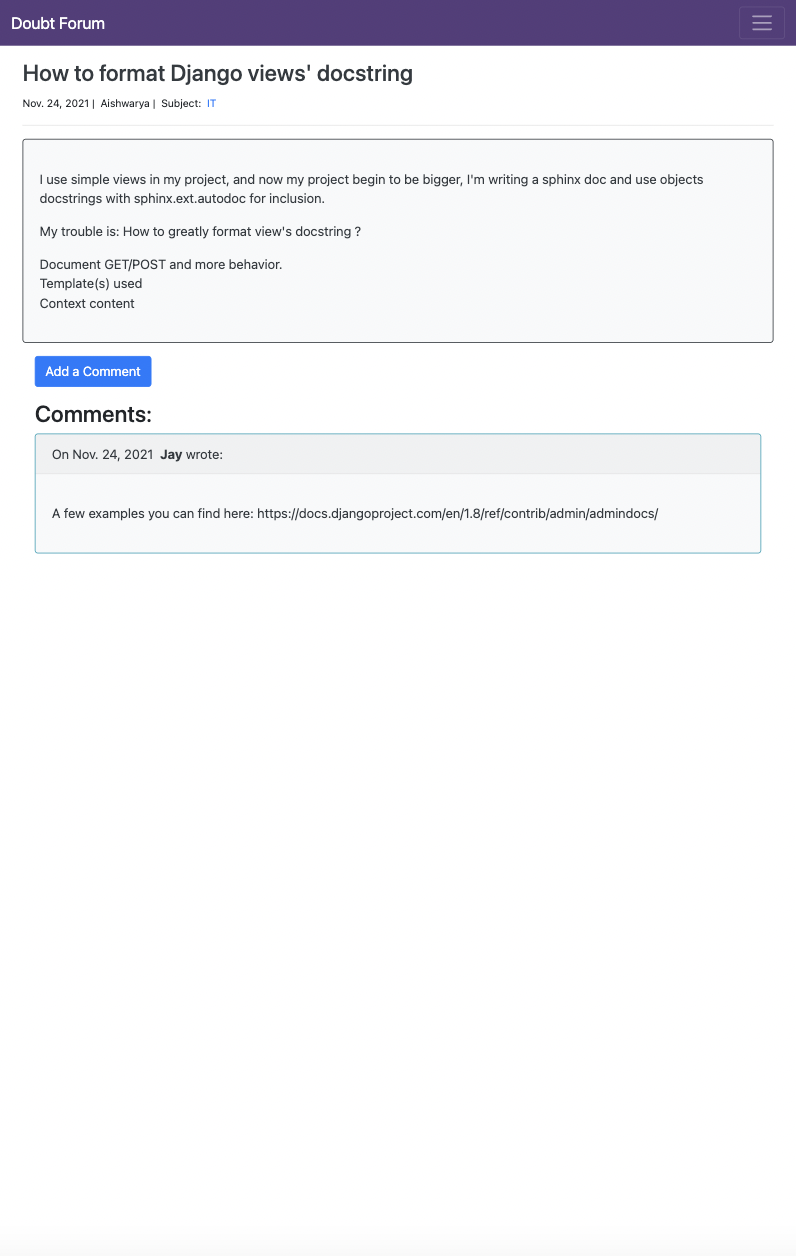 Doubt Forum
How to format Django views' docstring
Nov. 24, 2021 | Aishwarya | Subject: IT
I use simple views in my project, and now my project begin to be bigger, I'm writing a sphinx doc and use objects
docstrings with sphinx.ext.autodoc for inclusion.
My trouble is: How to greatly format view's docstring ?
Document GET/POST and more behavior.
Template(s) used
Context content
Add a Comment
Comments:
On Nov. 24, 2021 Jay wrote:
A few examples you can find here: https://docs.djangoproject.com/en/1.8/ref/contrib/admin/admindocs/